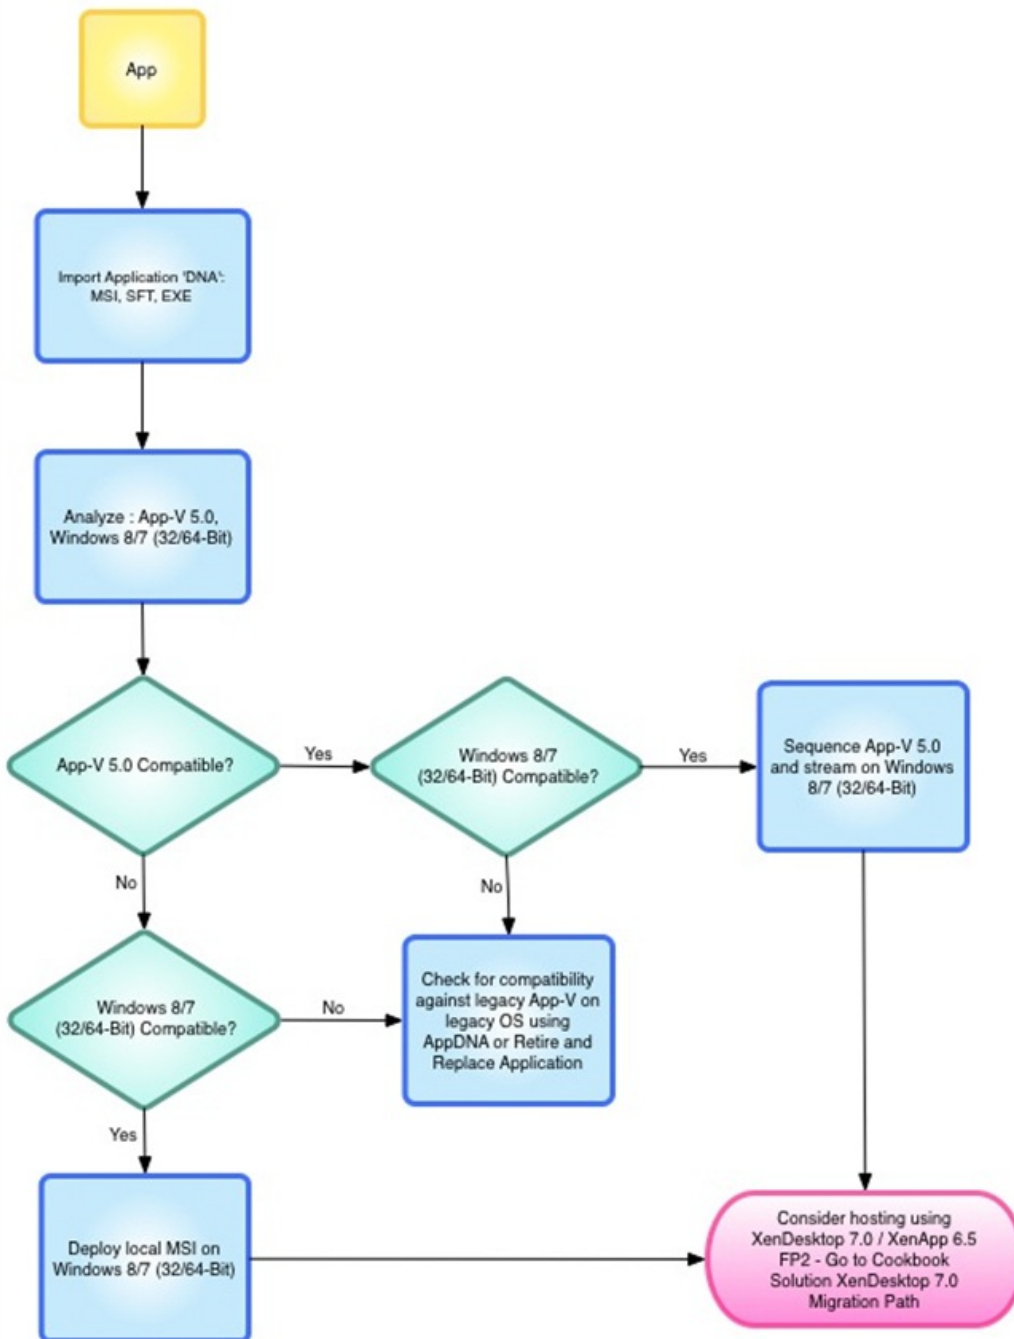 App
Import Application 'DNA':
MSI, SFT, EXE
Analyze : App-V 5.0,
Windows 8/7 (32/64-Bit)
App-V 5.0 Compatible?
Yes
Windows 8/7
(32/64-Bit) Compatible?
Yes
Sequence App-V 5.0
and stream on Windows
8/7 (32/64-Bit)
No
No
Windows 8/7
(32/64-Bit) Compatible?
No
Check for compatibility
against legacy App-V on
legacy OS using
AppDNA or Retire and
Replace Application
Yes
Deploy local MSI on
Windows 8/7 (32/64-Bit)
Consider hosting using
XenDesktop 7.0 / XenApp 6.5
FP2 - Go to Cookbook
Solution XenDesktop 7.0
Migration Path